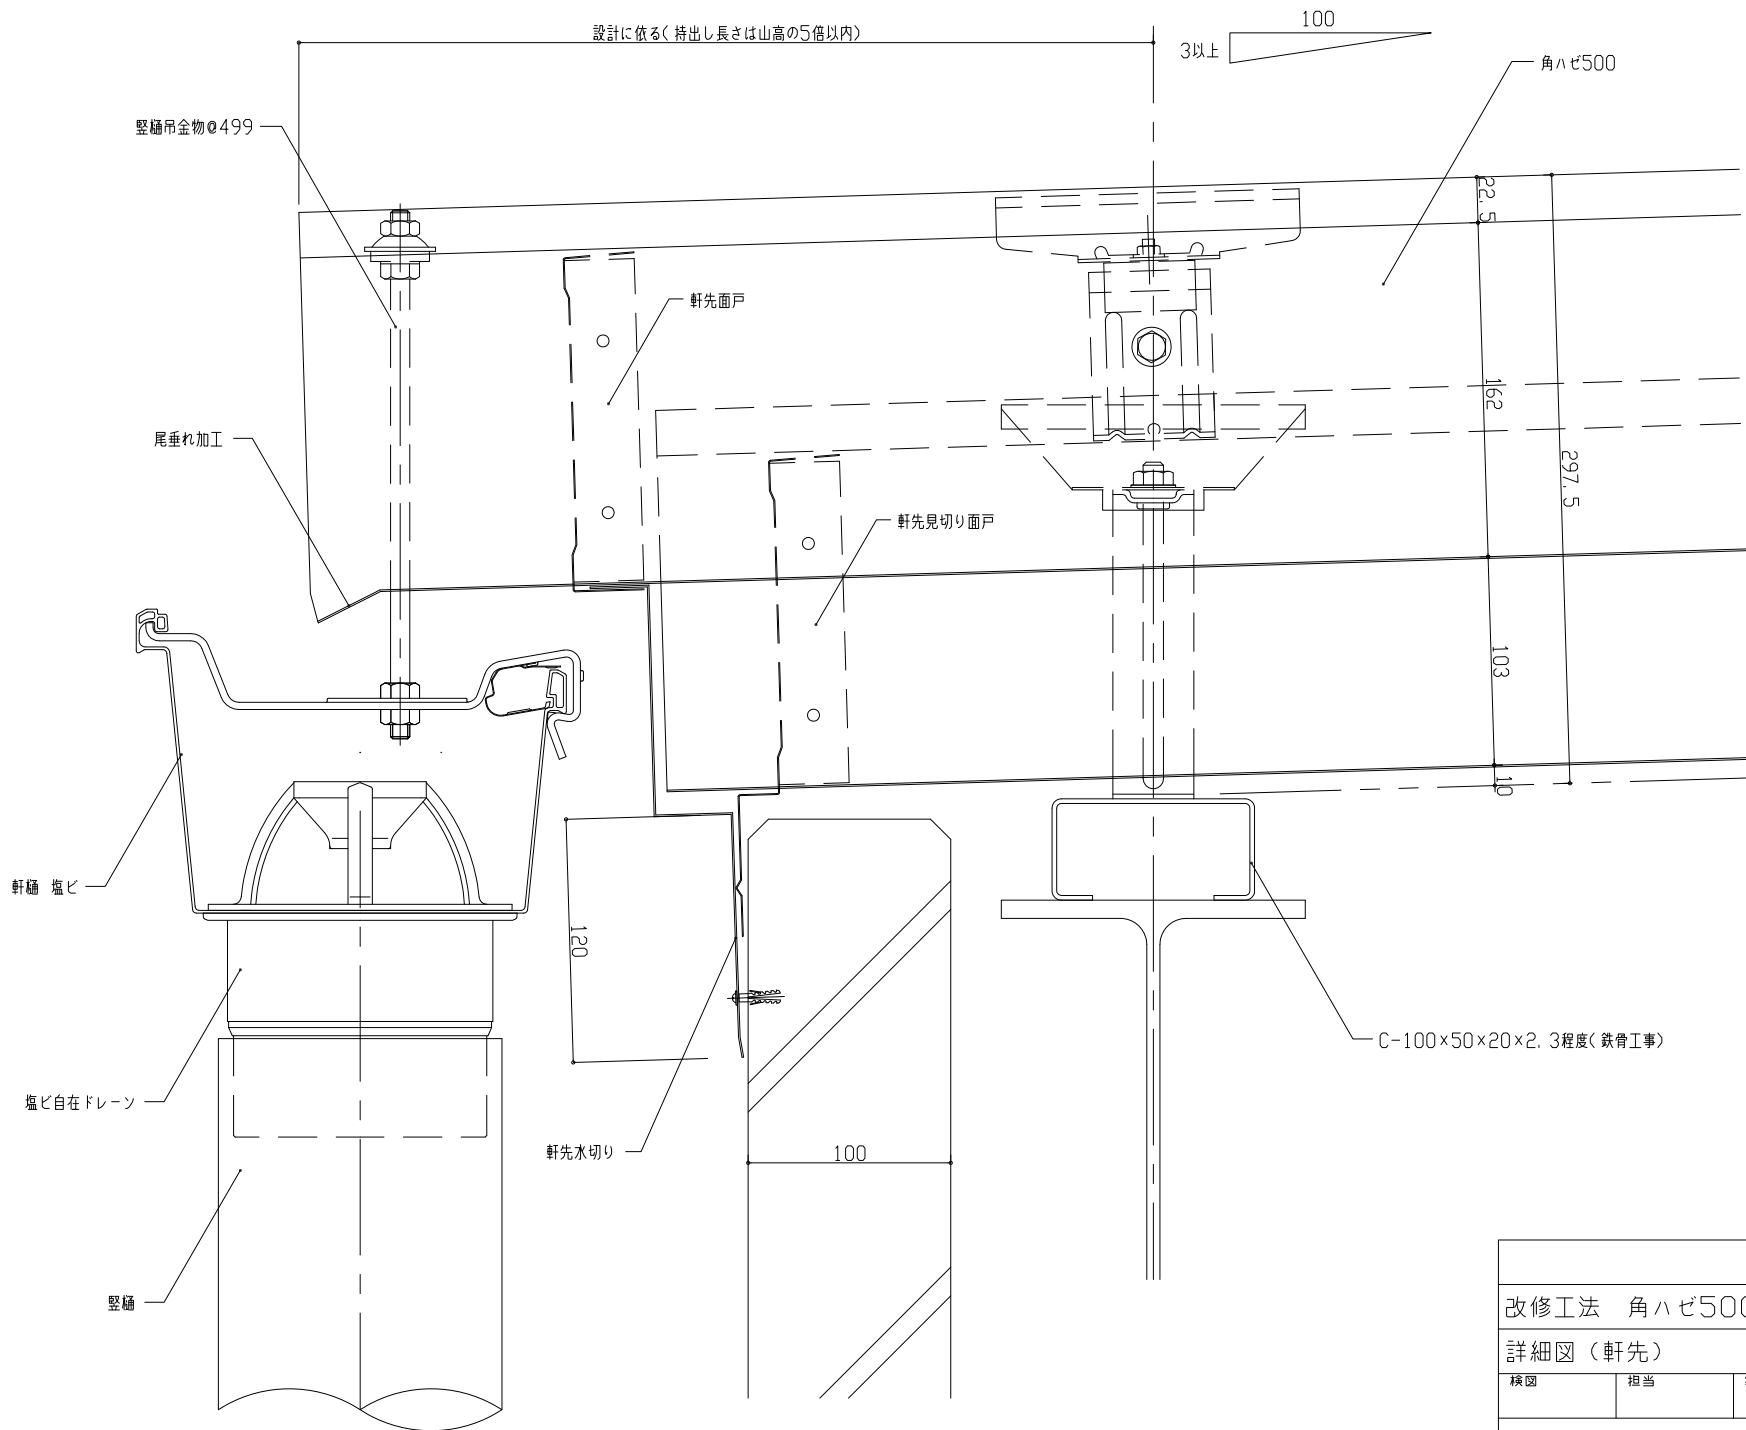 設計に依る(持出し長さは山高の5倍以内)
100
3以上
角ハゼ500
竪樋吊金物@499
22.5
軒先面戸
162
尾垂れ加工
297.5
軒先見切り面戸
103
10
軒樋 塩ビ
120
C-100×50×20×2.3程度(鉄骨工事)
塩ビ自在ドレーン
軒先水切り
100
竪樋
改修工法 角ハゼ500
詳細図（軒先）
検図
担当